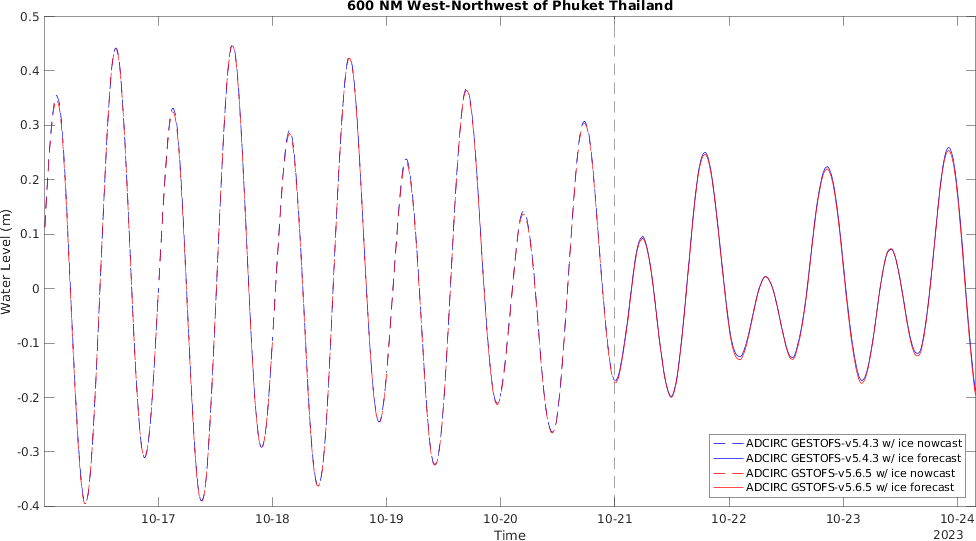 600 NM West-Northwest of Phuket Thailand
0.5
0.4
0.3
0.2
0.1
0
-0.1
-0.2
-0.3
-0.4
Water Level (m)
ADCIRC GESTOFS-v5.4.3 w/ ice nowcast
ADCIRC GESTOFS-v5.4.3 w/ ice forecast
ADCIRC GSTOFS-v5.6.5 w/ ice nowcast
ADCIRC GSTOFS-v5.6.5 w/ ice forecast
10-17 10-18 10-19 10-20 10-21 10-22 10-23 10-24
Time
2023